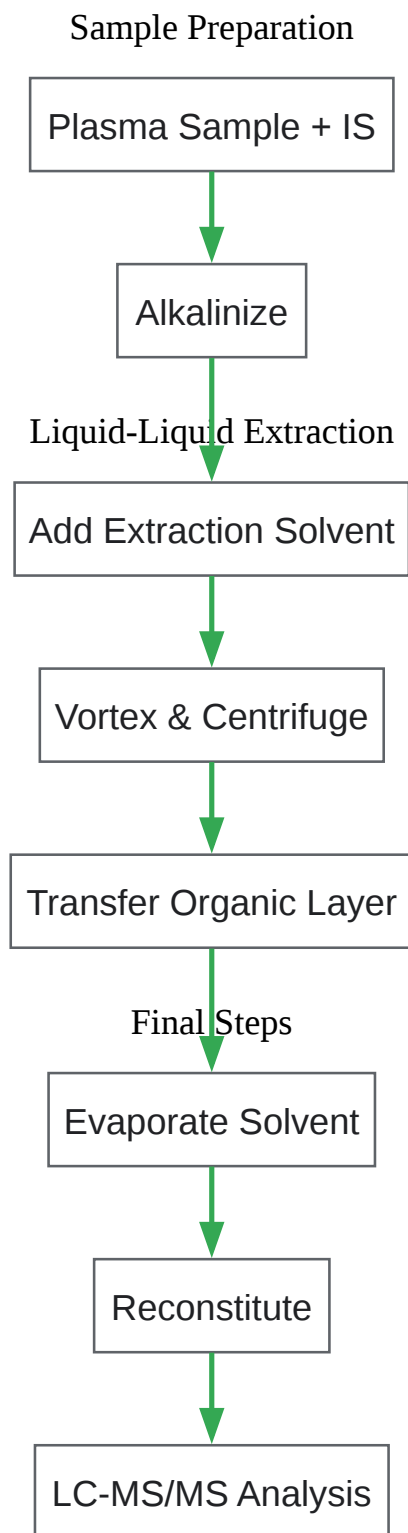 Sample Preparation
Plasma Sample + IS
Alkalinize
Liquid-Liquid Extraction
Add Extraction Solvent
Vortex & Centrifuge
Transfer Organic Layer
Final Steps
Evaporate Solvent
Reconstitute
LC-MS/MS Analysis